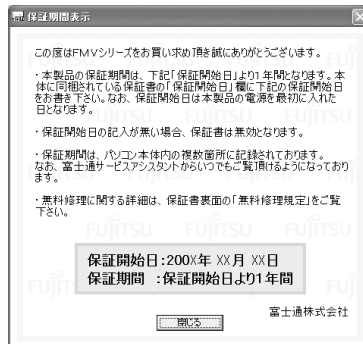 保証期間表示
この度はFMVシリーズをお買い求め頂き誠にありがとうございます。
・本製品の保証期間は、下記「保証開始日」より1年間となります。本
体に同梱されている保証書の「保証開始日」欄に下記の保証開始日
をお書き下さい。なお、保証開始日は本製品の電源を最初に入れた
日となります。
・保証開始日の記入が無い場合、保証書は無効となります。
・保証期間は、パソコン本体内の複数箇所に記録されております。
なお、富士通サービスアシスタントからいつでもご覧頂けるようになっており
ます。
・無料修理に関する詳細は、保証書裏面の「無料修理規定」をご覧
下さい。
保証開始日:200X年 XX月 XX日
保証期間 :保証開始日より1年間
富士通株式会社
閉じる